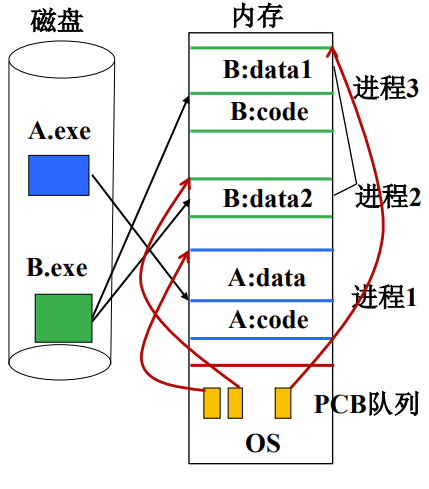 磁盘
内存
B:data1
进程3
B:code
A.exe
B:data2
进程2
B.exe
A:data
进程1
A:code
PCB队列
OS